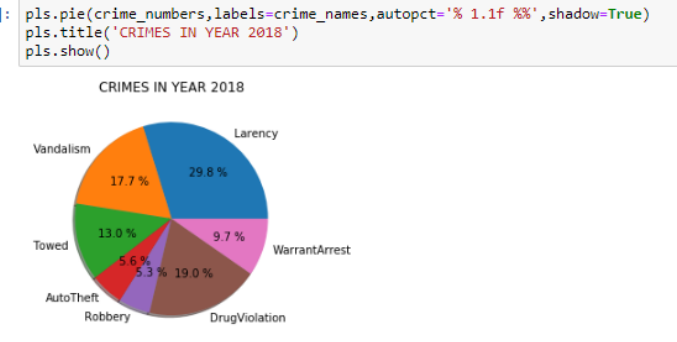 ]: pls.pie(crime_numbers,labels=crime_names,autopct='% 1.1f %%',shadow=True)
pls.title('CRIMES IN YEAR 2018')
pls.show()
CRIMES IN YEAR 2018
Larency
Vandalism
29.8 %
17.7 %
13.0 %
9.7 %
Towed
WarrantArrest
5.6 %
5.3 %
19.0 %
AutoTheft
Robbery
DrugViolation